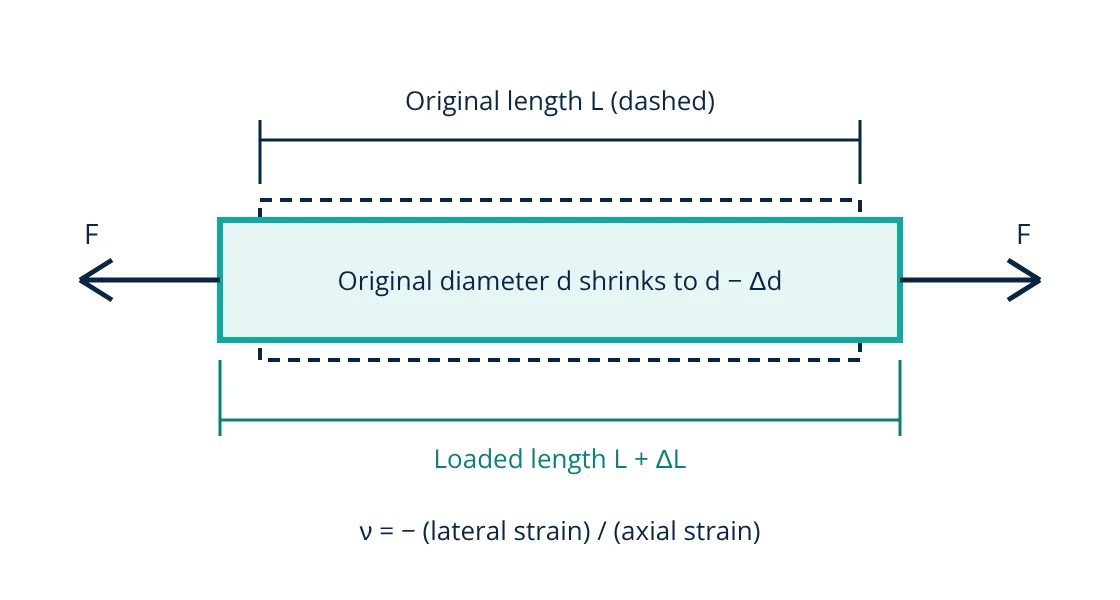 Original length L (dashed)
F
F
Original diameter d shrinks to d − Δd
Loaded length L + ΔL
ν = − (lateral strain) / (axial strain)